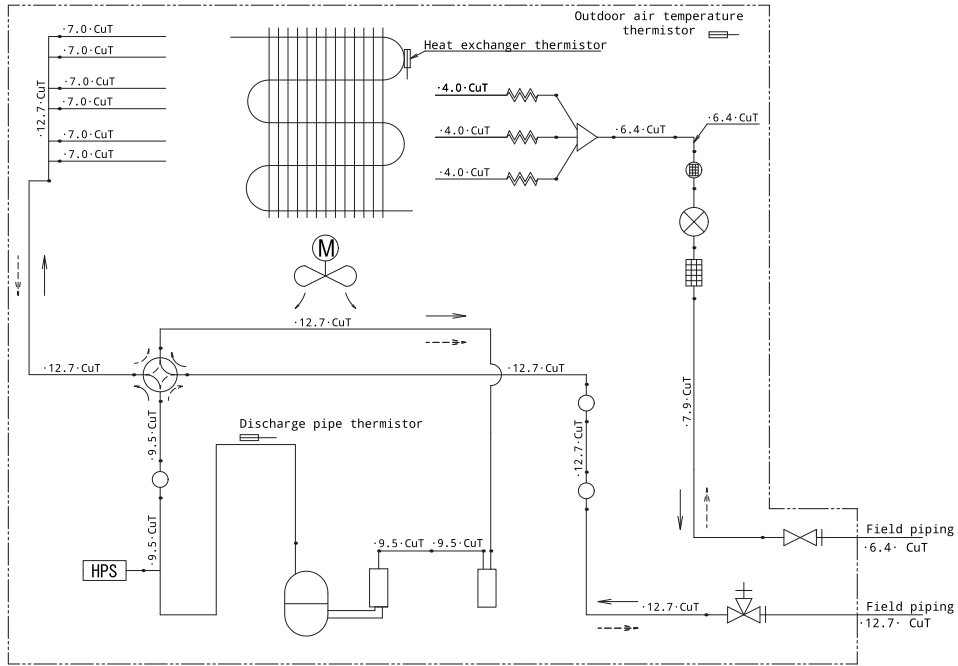 Outdoor air temperature
thermistor
·7.0·CuT
·7.0·CuT
·7.0·CuT
·7.0·CuT
·7.0·CuT
·7.0·CuT
·12.7·CuT
Heat exchanger thermistor
·4.0·CuT
·4.0·CuT
·4.0·CuT
·6.4·CuT
·6.4·CuT
M
·12.7·CuT
·12.7·CuT
·12.7·CuT
·7.9·CuT
·9.5·CuT
Discharge pipe thermistor
·12.7·CuT
·9.5·CuT
·9.5·CuT
·9.5·CuT
HPS
Field piping
·6.4· CuT
·12.7·CuT
Field piping
·12.7· CuT